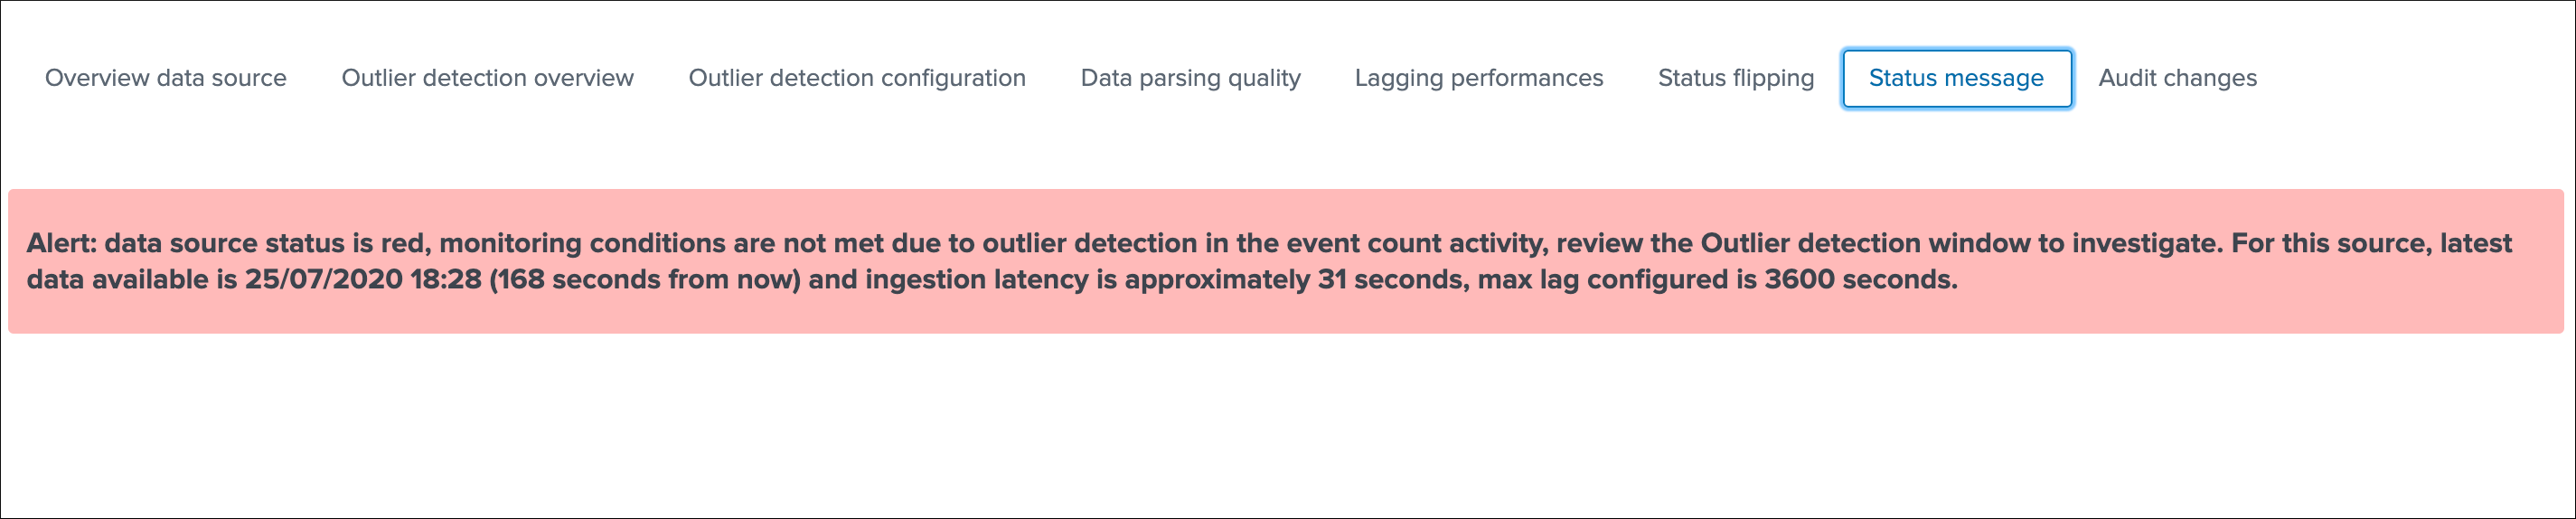 Overview data source Outlier detection overview Outlier detection configuration Data parsing quality Lagging performances Status flipping Status message Audit changes
Alert: data source status is red, monitoring conditions are not met due to outlier detection in the event count activity, review the Outlier detection window to investigate. For this source, latest
data available is 25/07/2020 18:28 (168 seconds from now) and ingestion latency is approximately 31 seconds, max lag configured is 3600 seconds.